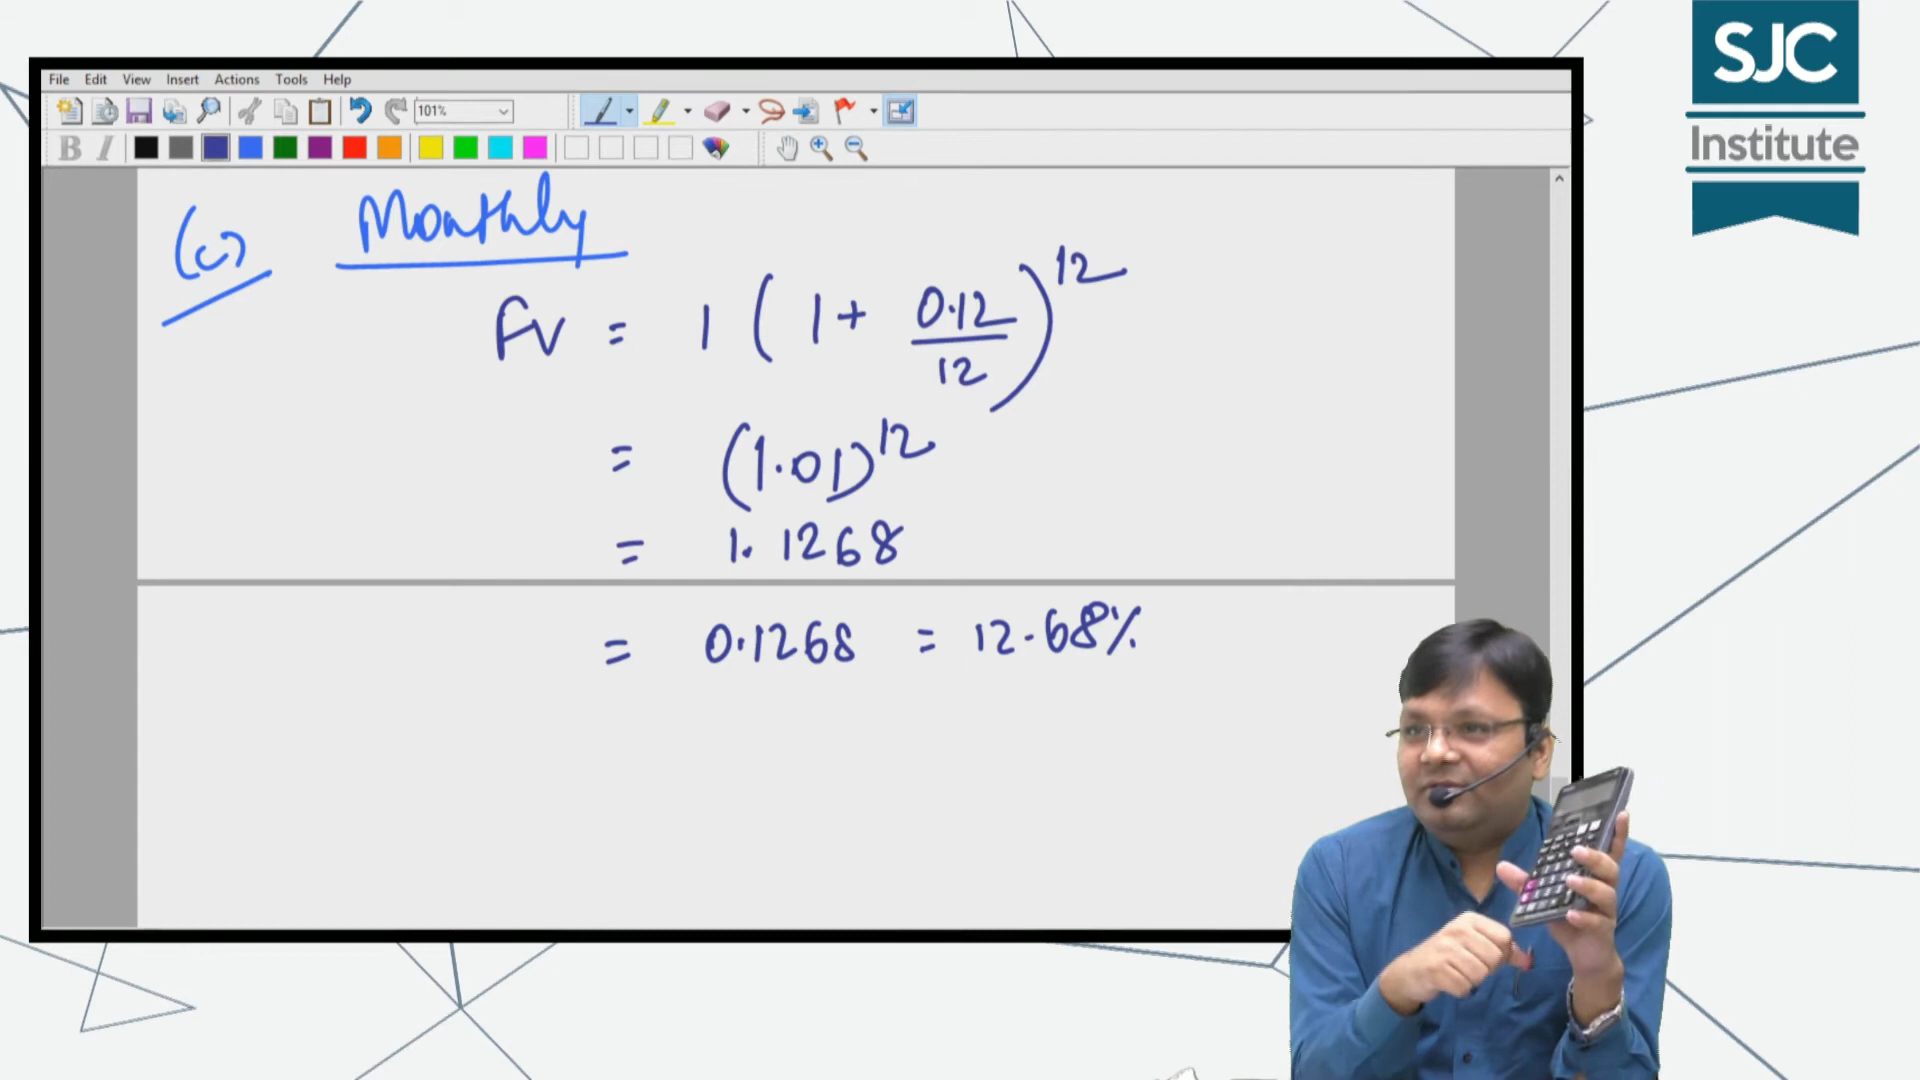 SJC
Institute
File Edit View Insert Actions Tools Help
101%
B I
(c) Monthly
FV = 1 ( 1 + 0.12 / 12 )^12
= (1.01)^12
= 1.1268
= 0.1268 = 12.68%